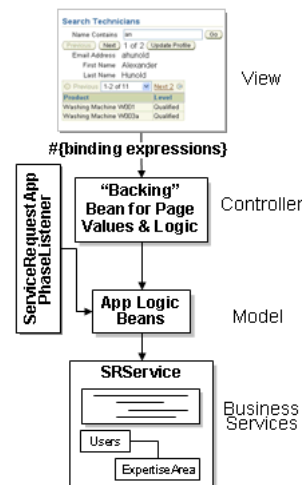 Search Technicians
Name Contains an Go
Previous Next 1 of 2 Update Profile
Email Address ahunold
First Name Alexander
Last Name Hunold
Previous 1-2 of 11 Next 2
Product Level
Washing Machine W001 Qualified
Washing Machine W003a Qualified
View
#{binding expressions}
“Backing”
Bean for Page
Values & Logic
Controller
ServiceRequestApp
PhaseListener
App Logic
Beans
Model
SRService
Users
ExpertiseArea
Business
Services